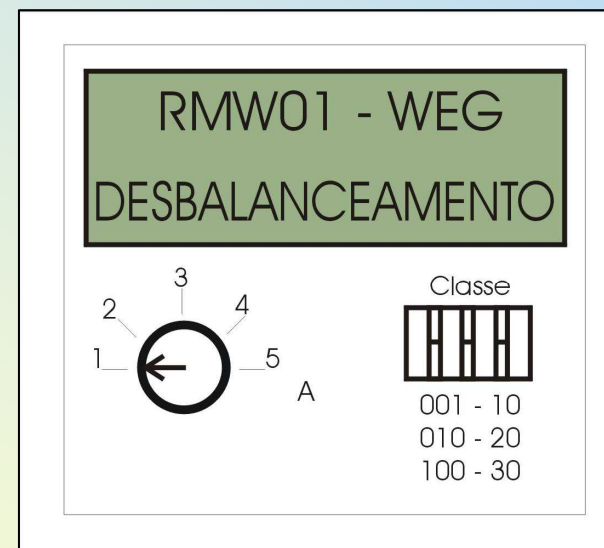 RMW01 - WEG
DESBALANCEAMENTO
3
2
4
1
5
A
Classe
001 - 10
010 - 20
100 - 30